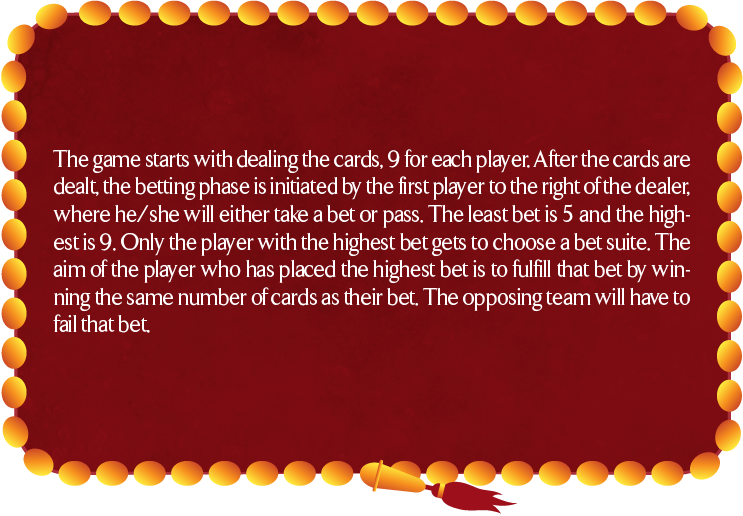 The game starts with dealing the cards, 9 for each player. After the cards are
dealt, the betting phase is initiated by the first player to the right of the dealer,
where he/she will either take a bet or pass. The least bet is 5 and the high-
est is 9. Only the player with the highest bet gets to choose a bet suite. The
aim of the player who has placed the highest bet is to fulfill that bet by win-
ning the same number of cards as their bet. The opposing team will have to
fail that bet.